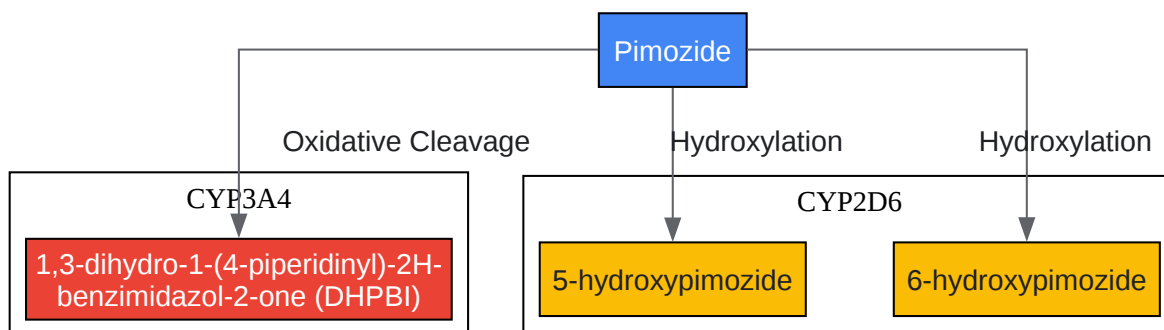 Pimozide
Oxidative Cleavage
Hydroxylation
Hydroxylation
CYP3A4
CYP2D6
1,3-dihydro-1-(4-piperidinyl)-2H-
benzimidazol-2-one (DHPBI)
5-hydroxypimozide
6-hydroxypimozide